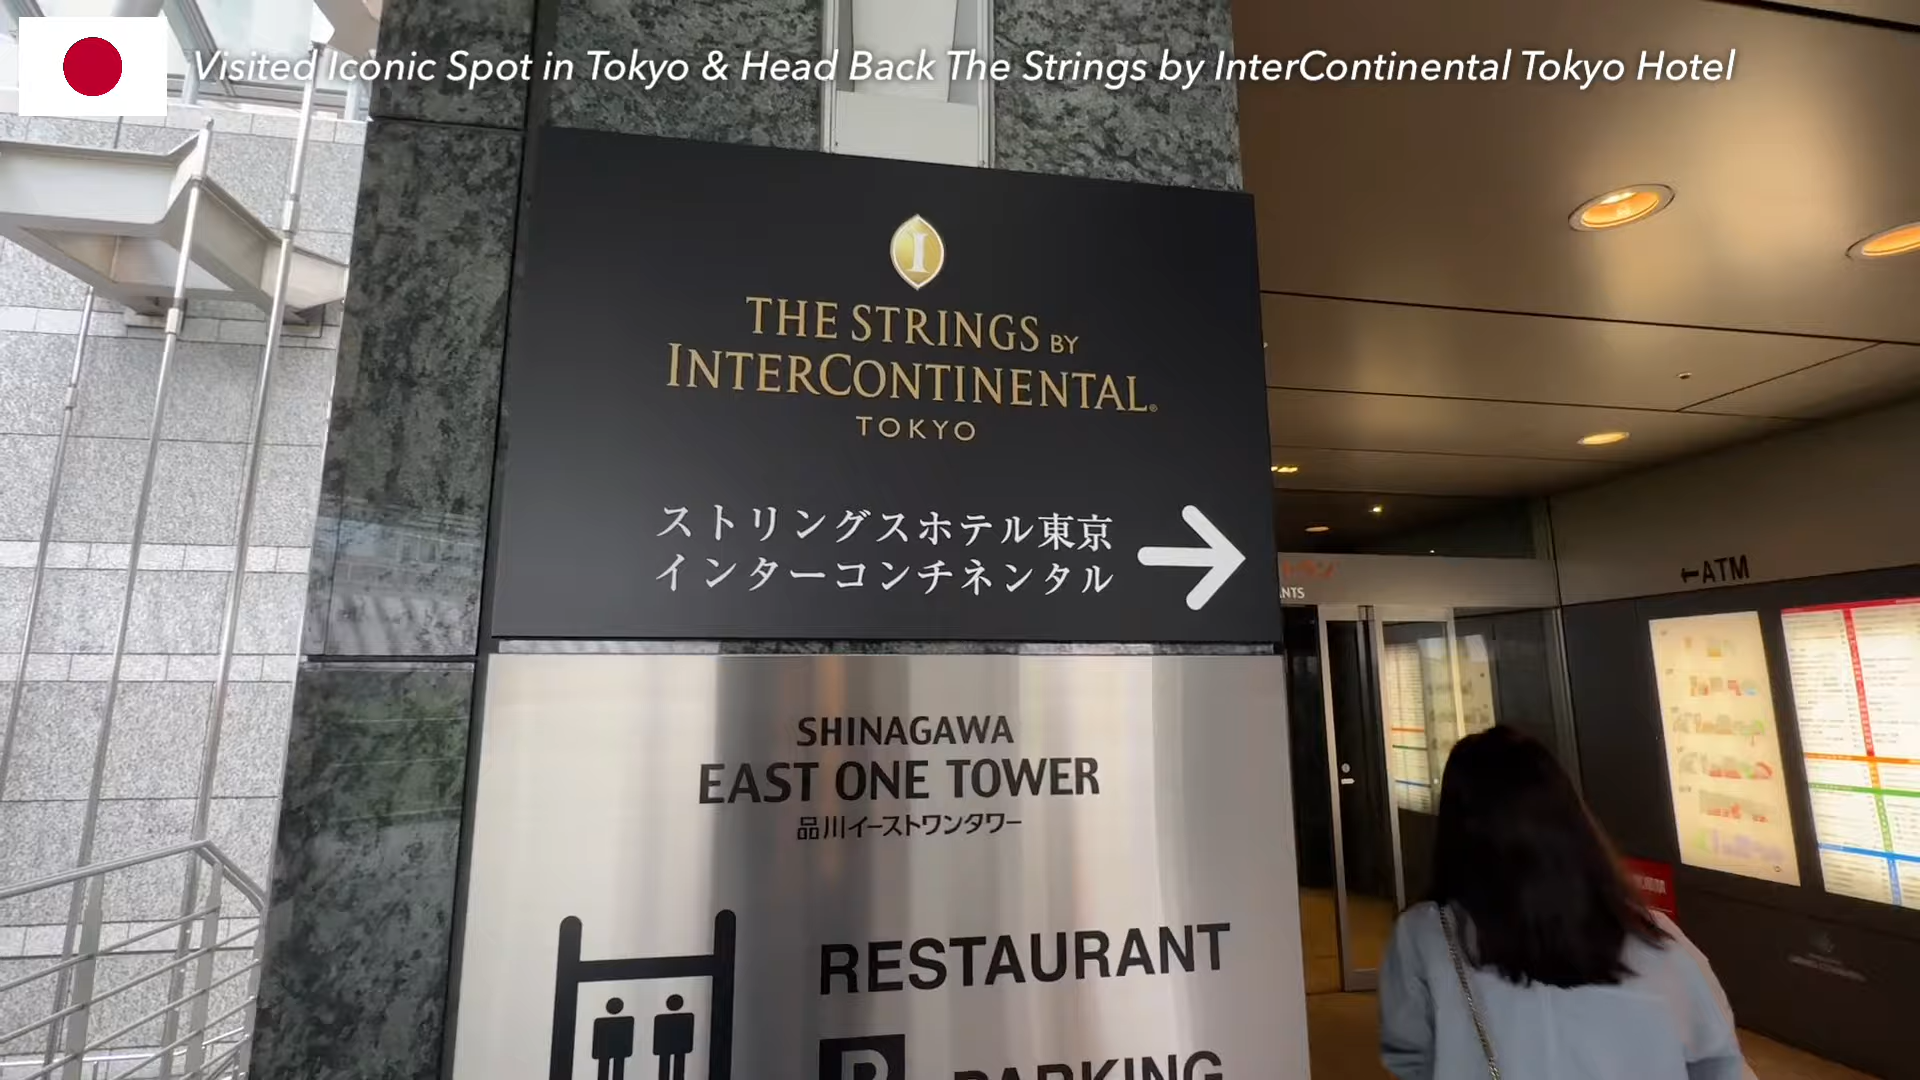 Visited Iconic Spot in Tokyo & Head Back The Strings by InterContinental Tokyo Hotel
I
THE STRINGS BY
INTERCONTINENTAL®
TOKYO
ストリングスホテル東京
インターコンチネンタル
←ATM
SHINAGAWA
EAST ONE TOWER
品川イーストワンタワー
RESTAURANT
P PARKING